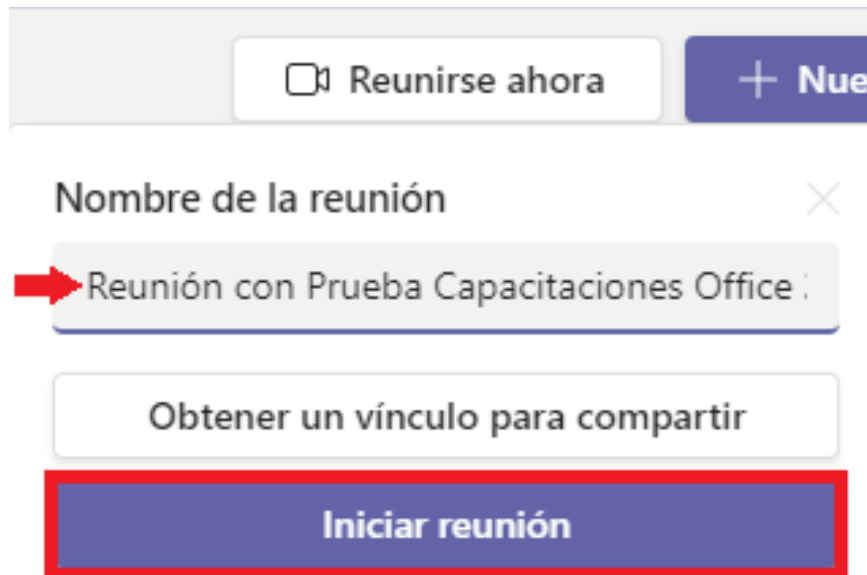 Reunirse ahora
+ Nue
Nombre de la reunión
Reunión con Prueba Capacitaciones Office
Obtener un vínculo para compartir
Iniciar reunión